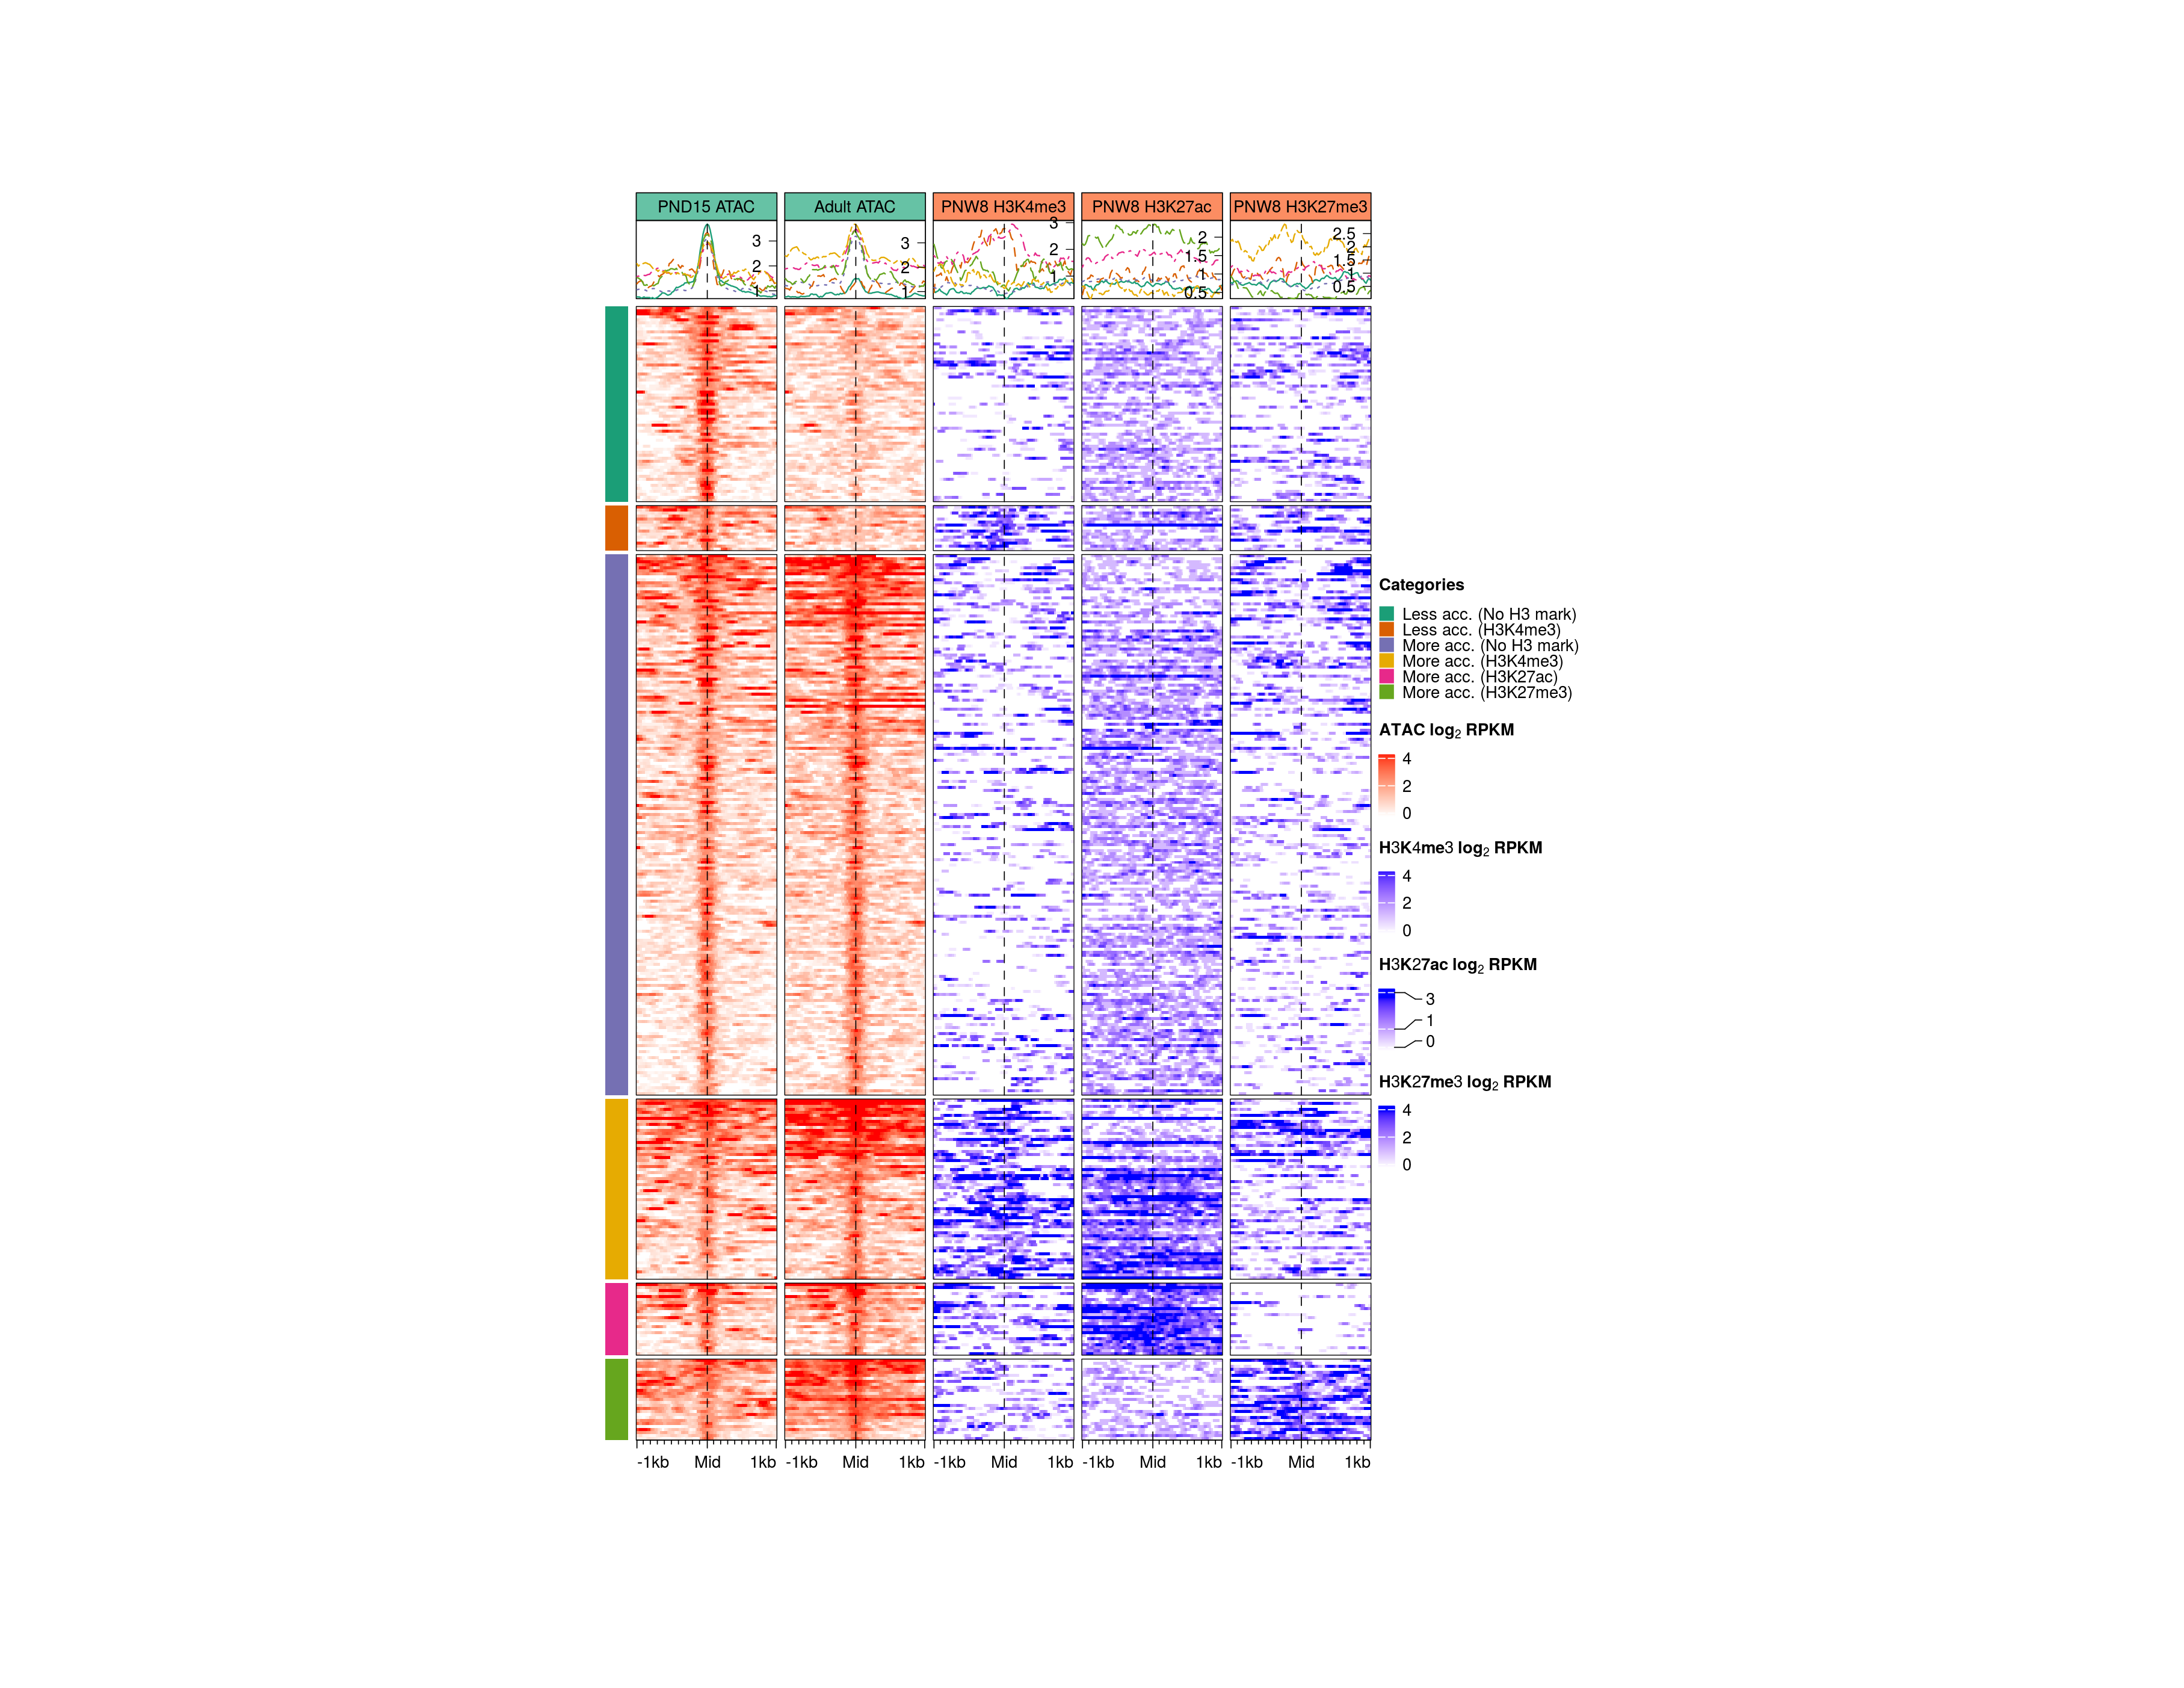 PND15 ATAC Adult ATAC PNW8 H3K4me3 PNW8 H3K27ac PNW8 H3K27me3
3 2 1
3 2 1
3 2 1
2 1.5 1 0.5
2.5 2 1.5 1 0.5
Categories
Less acc. (No H3 mark)
Less acc. (H3K4me3)
More acc. (No H3 mark)
More acc. (H3K4me3)
More acc. (H3K27ac)
More acc. (H3K27me3)
ATAC log2 RPKM
4
2
0
H3K4me3 log2 RPKM
4
2
0
H3K27ac log2 RPKM
3
1
0
H3K27me3 log2 RPKM
4
2
0
-1kb Mid 1kb -1kb Mid 1kb -1kb Mid 1kb -1kb Mid 1kb -1kb Mid 1kb